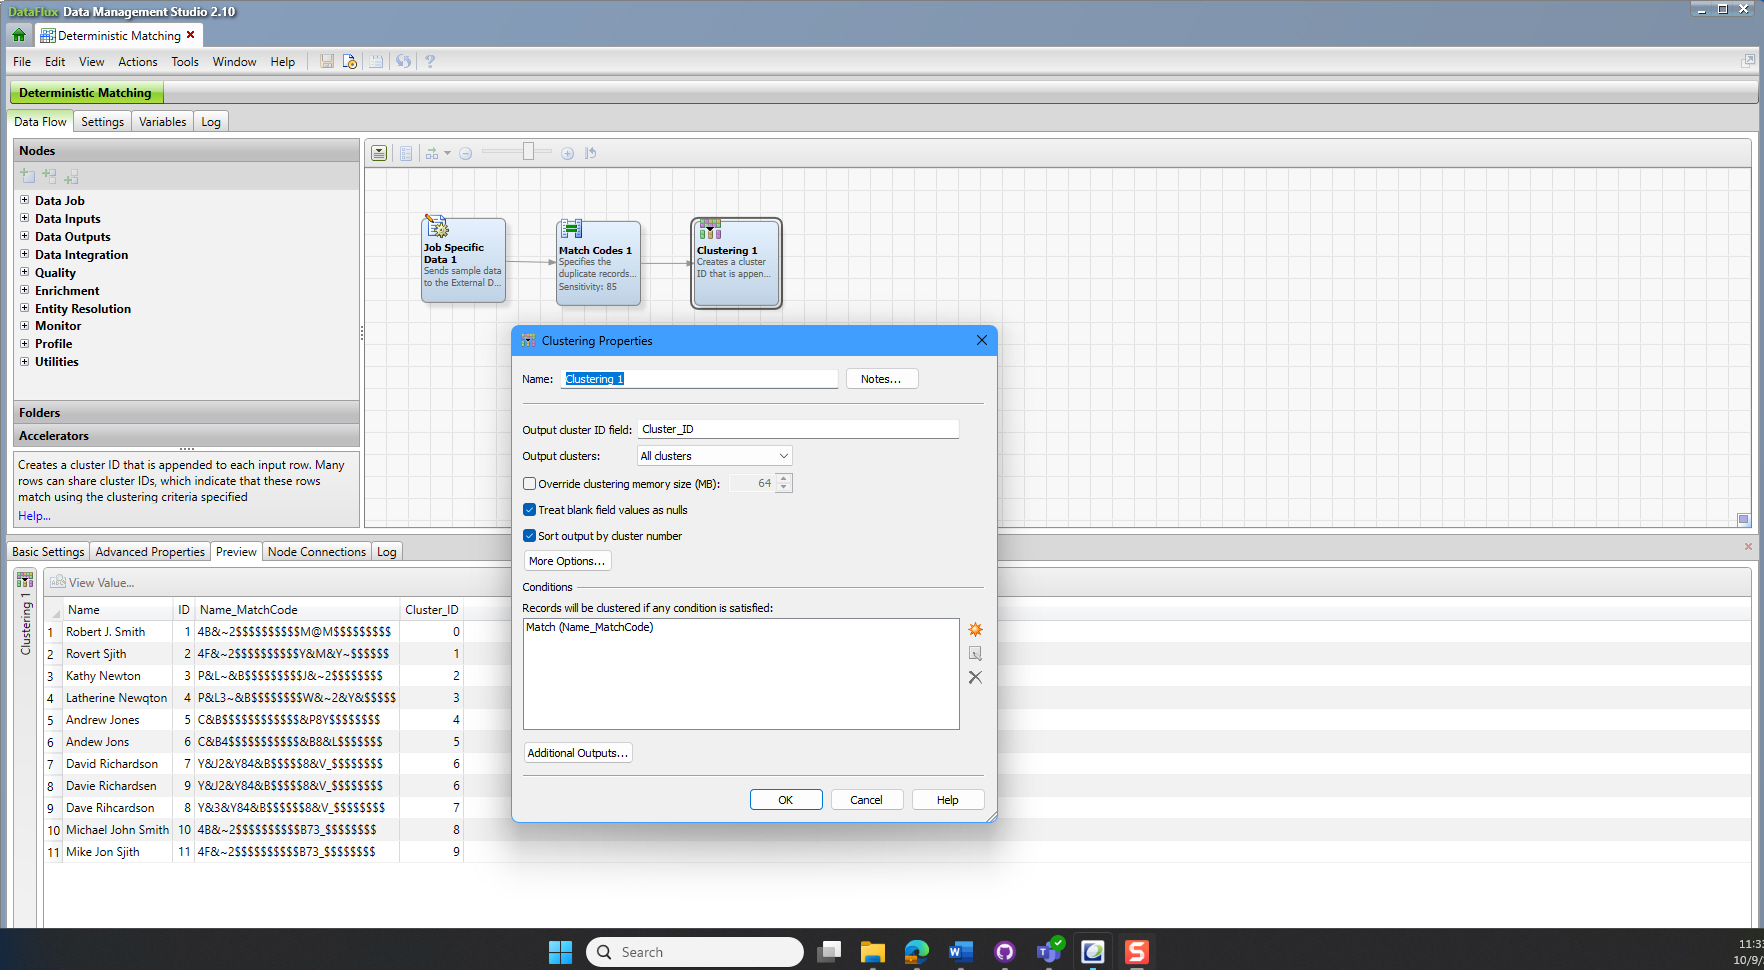 DataFlux Data Management Studio 2.10
Deterministic Matching
File Edit View Actions Tools Window Help
Deterministic Matching
Data Flow Settings Variables Log
Nodes
Data Job
Data Inputs
Data Outputs
Data Integration
Quality
Enrichment
Entity Resolution
Monitor
Profile
Utilities
Folders
Accelerators
Creates a cluster ID that is appended to each input row. Many
rows can share cluster IDs, which indicate that these rows
match using the clustering criteria specified
Help...
Job Specific
Data 1
Sends sample data
to the External D...
Match Codes 1
Specifies the
duplicate records...
Sensitivity: 85
Clustering 1
Creates a cluster
ID that is appen...
Clustering Properties
Name: Clustering 1 Notes...
Output cluster ID field: Cluster_ID
Output clusters: All clusters
Override clustering memory size (MB): 64
Treat blank field values as nulls
Sort output by cluster number
More Options...
Conditions
Records will be clustered if any condition is satisfied:
Match (Name_MatchCode)
Additional Outputs...
OK Cancel Help
Basic Settings Advanced Properties Preview Node Connections Log
Clustering 1
View Value...
Name ID Name_MatchCode Cluster_ID
1 Robert J. Smith 1 4B&~2$$$$$$$$$$M@M$$$$$$$$$ 0
2 Rovert Sjith 2 4F&~2$$$$$$$$$$Y&M&Y~$$$$$$ 1
3 Kathy Newton 3 P&L~&B$$$$$$$$$J&~2$$$$$$$$ 2
4 Latherine Newqton 4 P&L3~&B$$$$$$$$W&~2&Y&$$$$$ 3
5 Andrew Jones 5 C&B$$$$$$$$$$$$&P8Y$$$$$$$$ 4
6 Andew Jons 6 C&B4$$$$$$$$$$$&B8&L$$$$$$$ 5
7 David Richardson 7 Y&J2&Y84&B$$$$$8&V_$$$$$$$$ 6
8 Davie Richardsen 9 Y&J2&Y84&B$$$$$8&V_$$$$$$$$ 6
9 Dave Rihcardson 8 Y&3&Y84&B$$$$$$8&V_$$$$$$$$ 7
10 Michael John Smith 10 4B&~2$$$$$$$$$$B73_$$$$$$$$ 8
11 Mike Jon Sjith 11 4F&~2$$$$$$$$$$B73_$$$$$$$$ 9
Search
10/9/